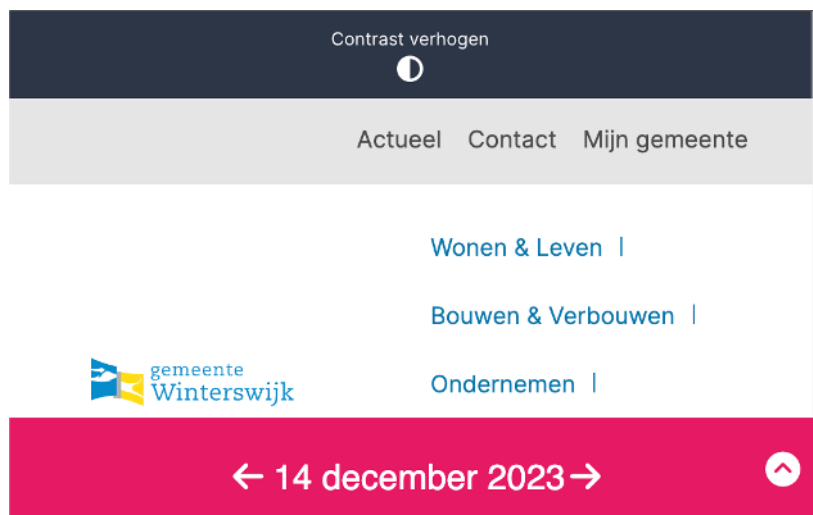 Contrast verhogen
Actueel Contact Mijn gemeente
Wonen & Leven |
Bouwen & Verbouwen |
gemeente
Winterswijk
Ondernemen |
← 14 december 2023 →